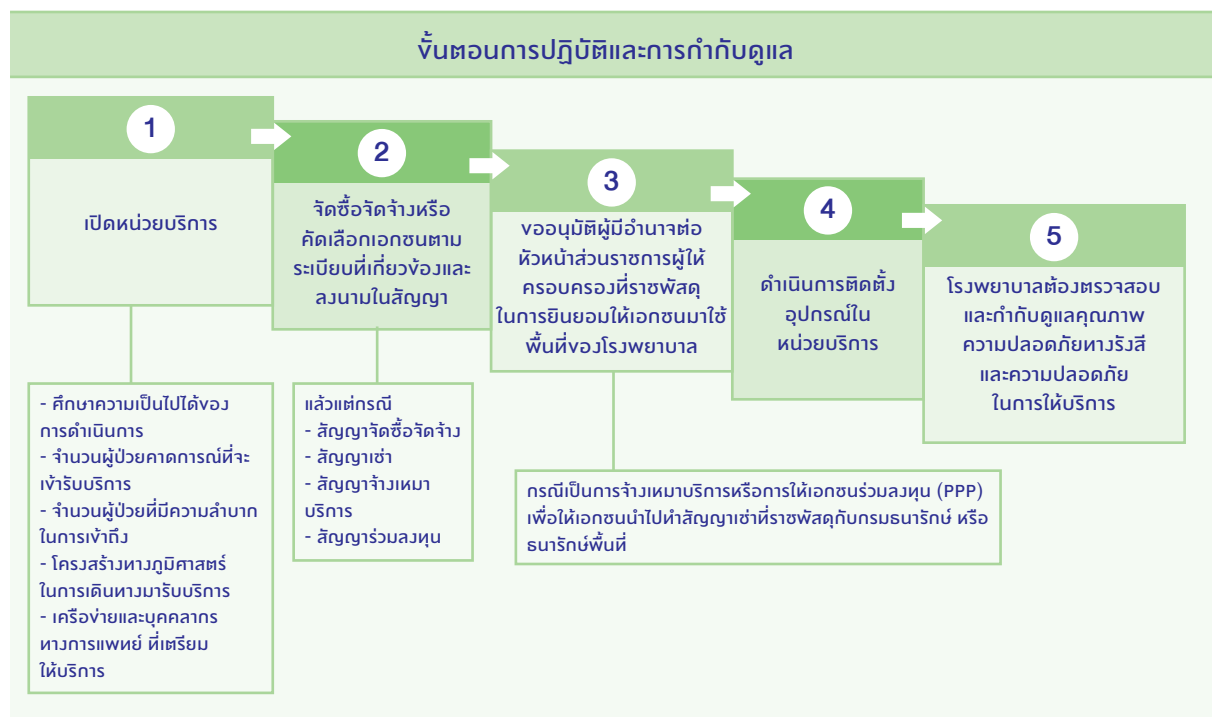 ขั้นตอนการปฏิบัติและการกำกับดูแล
1
เปิดหน่วยบริการ
- ศึกษาความเป็นไปได้ของ
การดำเนินการ
- จำนวนผู้ป่วยคาดการณ์ที่จะ
เข้ารับบริการ
- จำนวนผู้ป่วยที่มีความลำบาก
ในการเข้าถึง
- โครงสร้างทางภูมิศาสตร์
ในการเดินทางมารับบริการ
- เครือข่ายและบุคคลากร
ทางการแพทย์ ที่เตรียม
ให้บริการ
2
จัดซื้อจัดจ้างหรือ
คัดเลือกเอกชนตาม
ระเบียบที่เกี่ยวข้องและ
ลงนามในสัญญา
แล้วแต่กรณี
- สัญญาจัดซื้อจัดจ้าง
- สัญญาเช่า
- สัญญาจ้างเหมา
บริการ
- สัญญาร่วมลงทุน
3
ขออนุมัติผู้มีอำนาจต่อ
หัวหน้าส่วนราชการผู้ให้
ครอบครองที่ราชพัสดุ
ในการยินยอมให้เอกชนมาใช้
พื้นที่ของโรงพยาบาล
กรณีเป็นการจ้างเหมาบริการหรือการให้เอกชนร่วมลงทุน (PPP)
เพื่อให้เอกชนนำไปทำสัญญาเช่าที่ราชพัสดุกับกรมธนารักษ์ หรือ
ธนารักษ์พื้นที่
4
ดำเนินการติดตั้ง
อุปกรณ์ใน
หน่วยบริการ
5
โรงพยาบาลต้องตรวจสอบ
และกำกับดูแลคุณภาพ
ความปลอดภัยทางรังสี
และความปลอดภัย
ในการให้บริการ